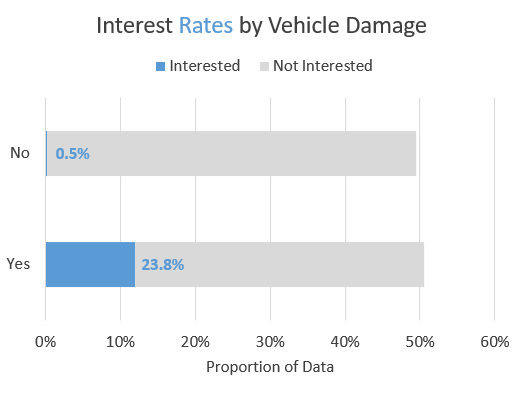 Interest Rates by Vehicle Damage
Interested Not Interested
No 0.5%
Yes 23.8%
0% 10% 20% 30% 40% 50% 60%
Proportion of Data